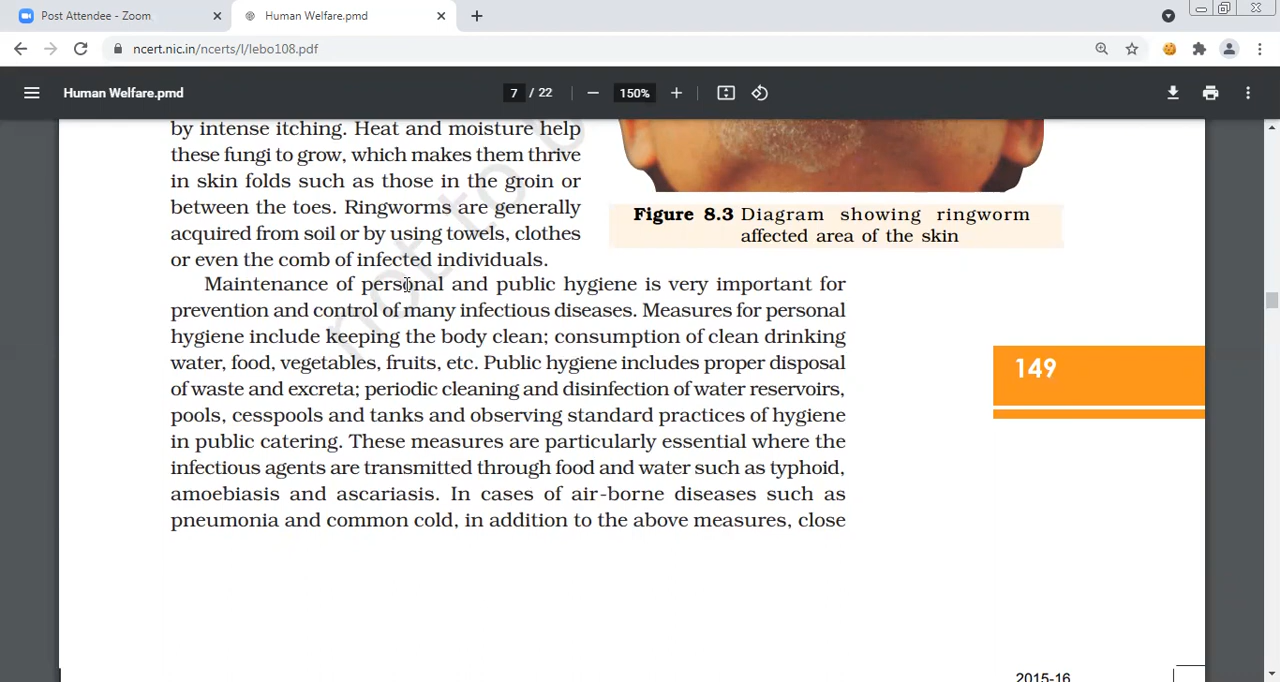 Post Attendee - Zoom
Human Welfare.pmd
ncert.nic.in/ncerts/l/lebo108.pdf
Human Welfare.pmd
7 / 22
150%
by intense itching. Heat and moisture help
these fungi to grow, which makes them thrive
in skin folds such as those in the groin or
between the toes. Ringworms are generally
acquired from soil or by using towels, clothes
or even the comb of infected individuals.
Figure 8.3 Diagram showing ringworm
affected area of the skin
Maintenance of personal and public hygiene is very important for
prevention and control of many infectious diseases. Measures for personal
hygiene include keeping the body clean; consumption of clean drinking
water, food, vegetables, fruits, etc. Public hygiene includes proper disposal
of waste and excreta; periodic cleaning and disinfection of water reservoirs,
pools, cesspools and tanks and observing standard practices of hygiene
in public catering. These measures are particularly essential where the
infectious agents are transmitted through food and water such as typhoid,
amoebiasis and ascariasis. In cases of air-borne diseases such as
pneumonia and common cold, in addition to the above measures, close
149
not to b
2015-16